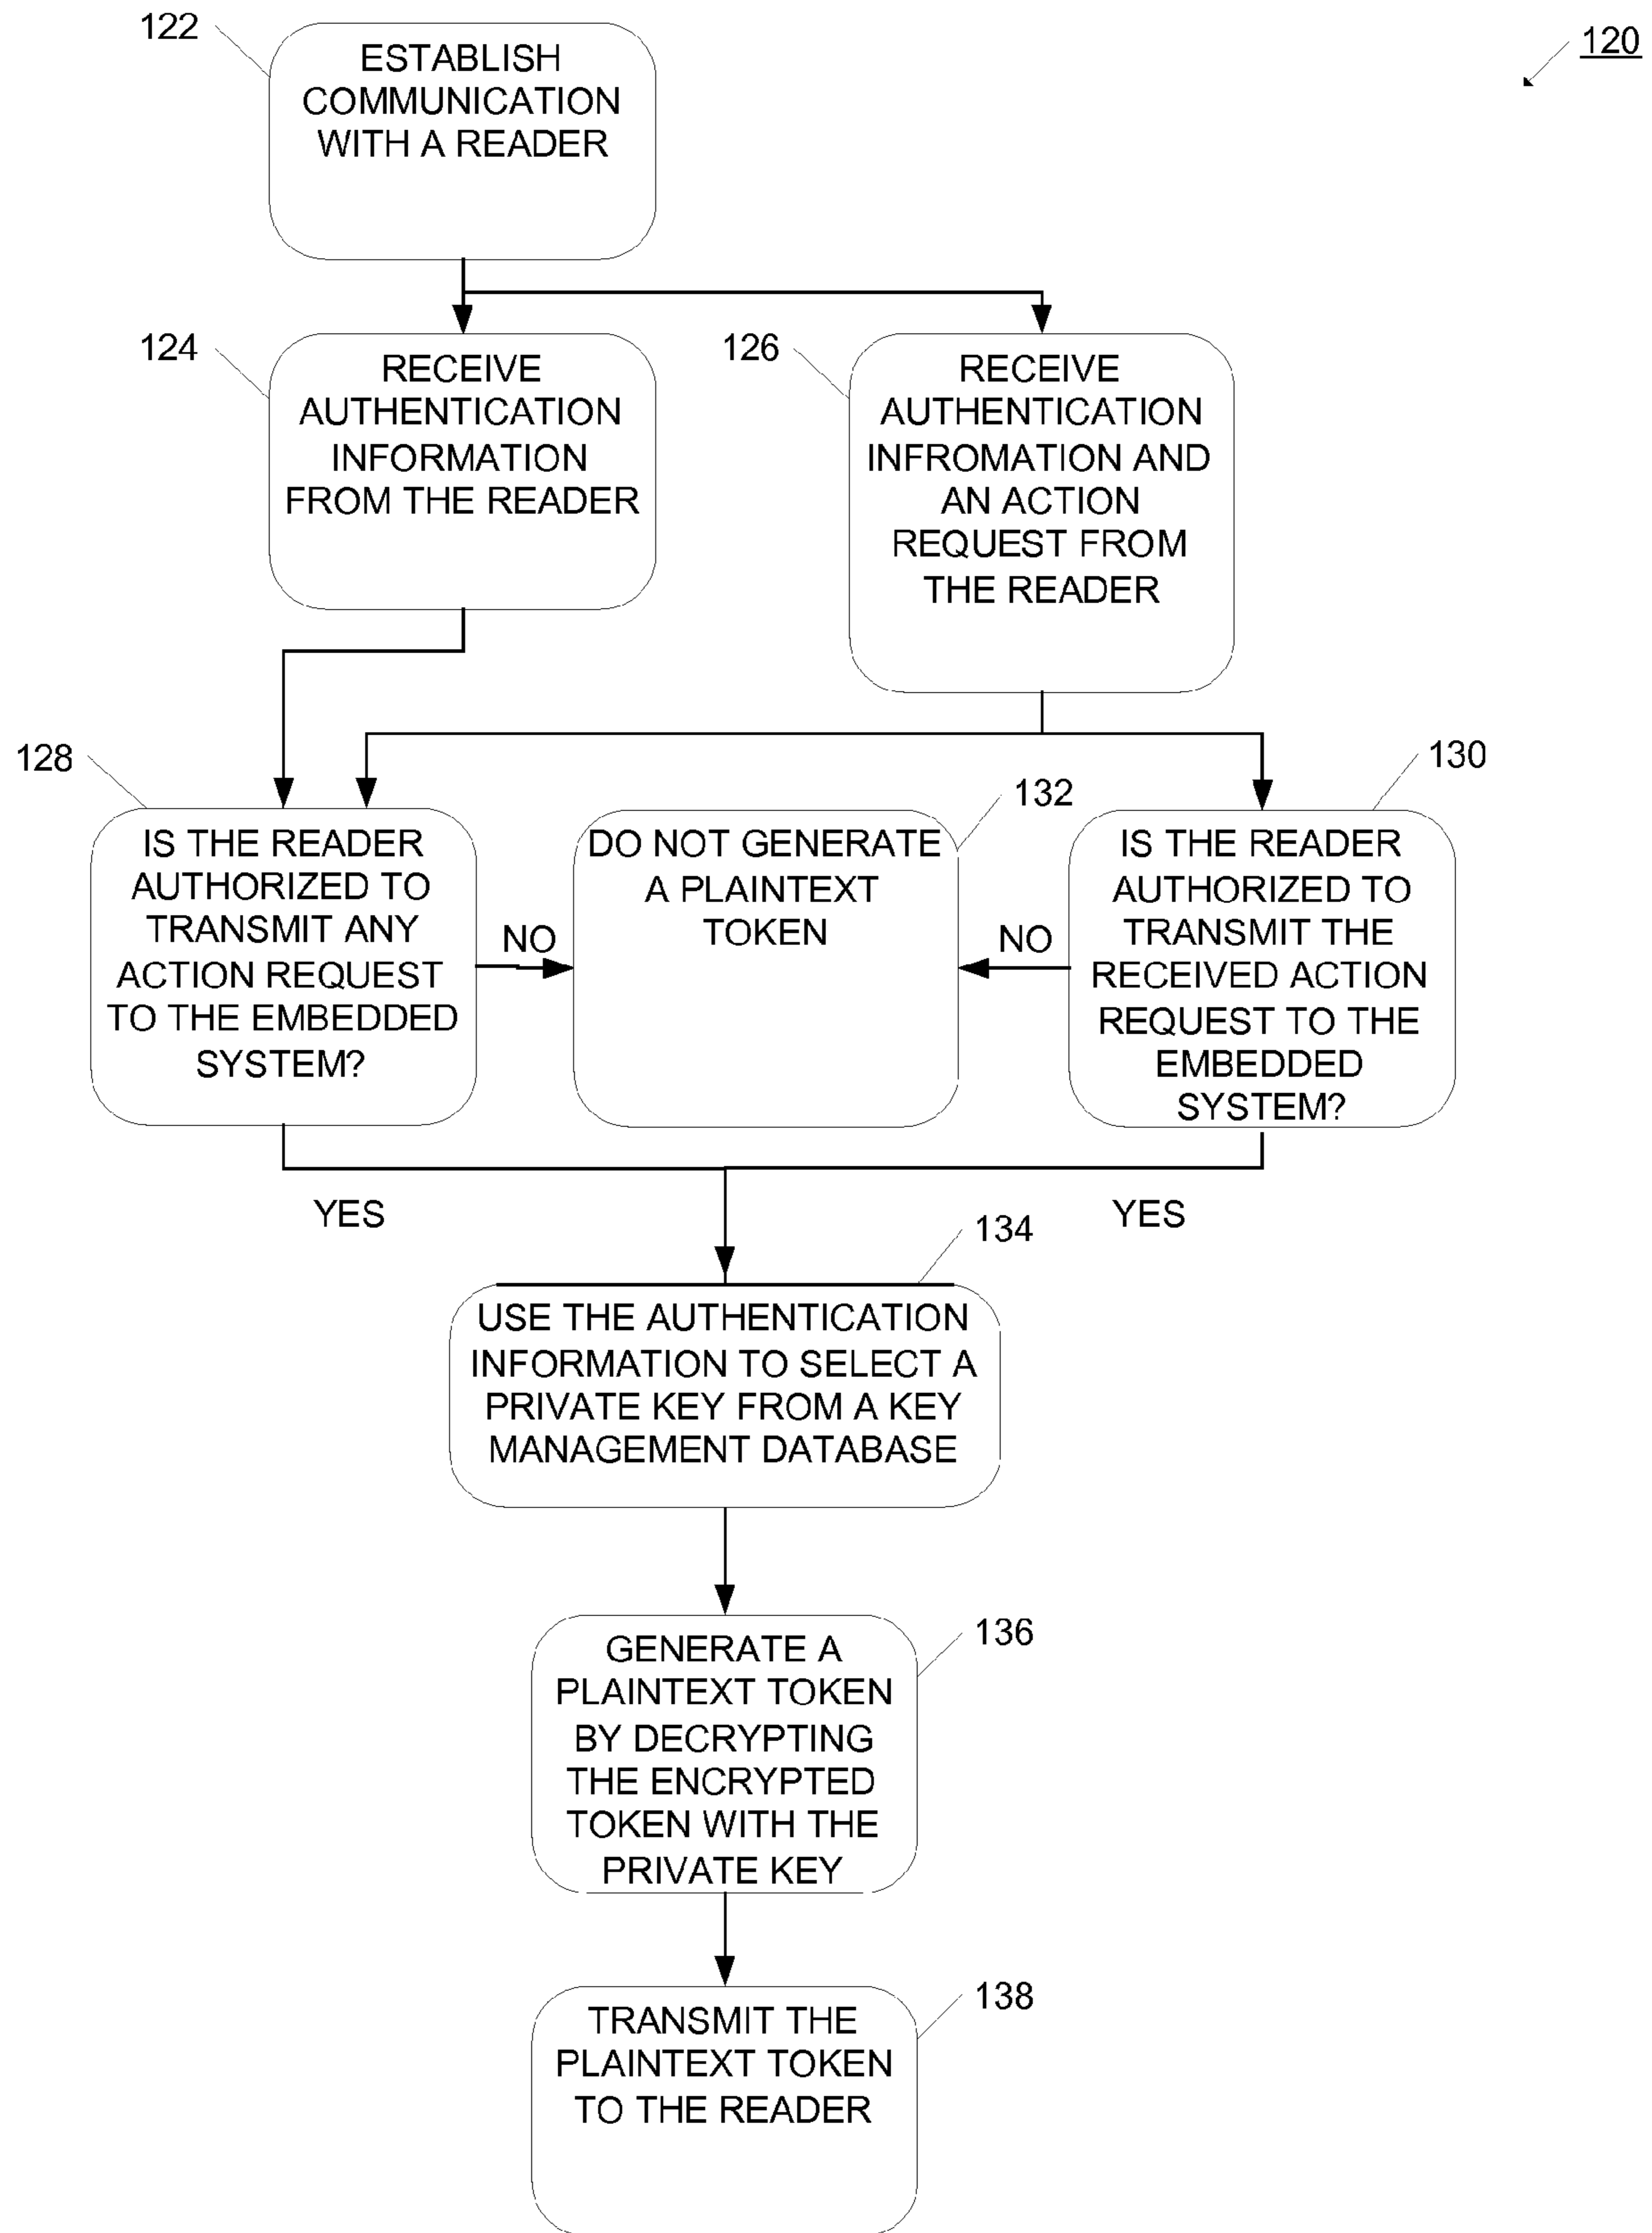 120
122
ESTABLISH
COMMUNICATION
WITH A READER
124
RECEIVE
AUTHENTICATION
INFORMATION
FROM THE READER
126
RECEIVE
AUTHENTICATION
INFROMATION AND
AN ACTION
REQUEST FROM
THE READER
128
IS THE READER
AUTHORIZED TO
TRANSMIT ANY
ACTION REQUEST
TO THE EMBEDDED
SYSTEM?
NO
132
DO NOT GENERATE
A PLAINTEXT
TOKEN
NO
130
IS THE READER
AUTHORIZED TO
TRANSMIT THE
RECEIVED ACTION
REQUEST TO THE
EMBEDDED
SYSTEM?
YES
YES
134
USE THE AUTHENTICATION
INFORMATION TO SELECT A
PRIVATE KEY FROM A KEY
MANAGEMENT DATABASE
136
GENERATE A
PLAINTEXT TOKEN
BY DECRYPTING
THE ENCRYPTED
TOKEN WITH THE
PRIVATE KEY
138
TRANSMIT THE
PLAINTEXT TOKEN
TO THE READER